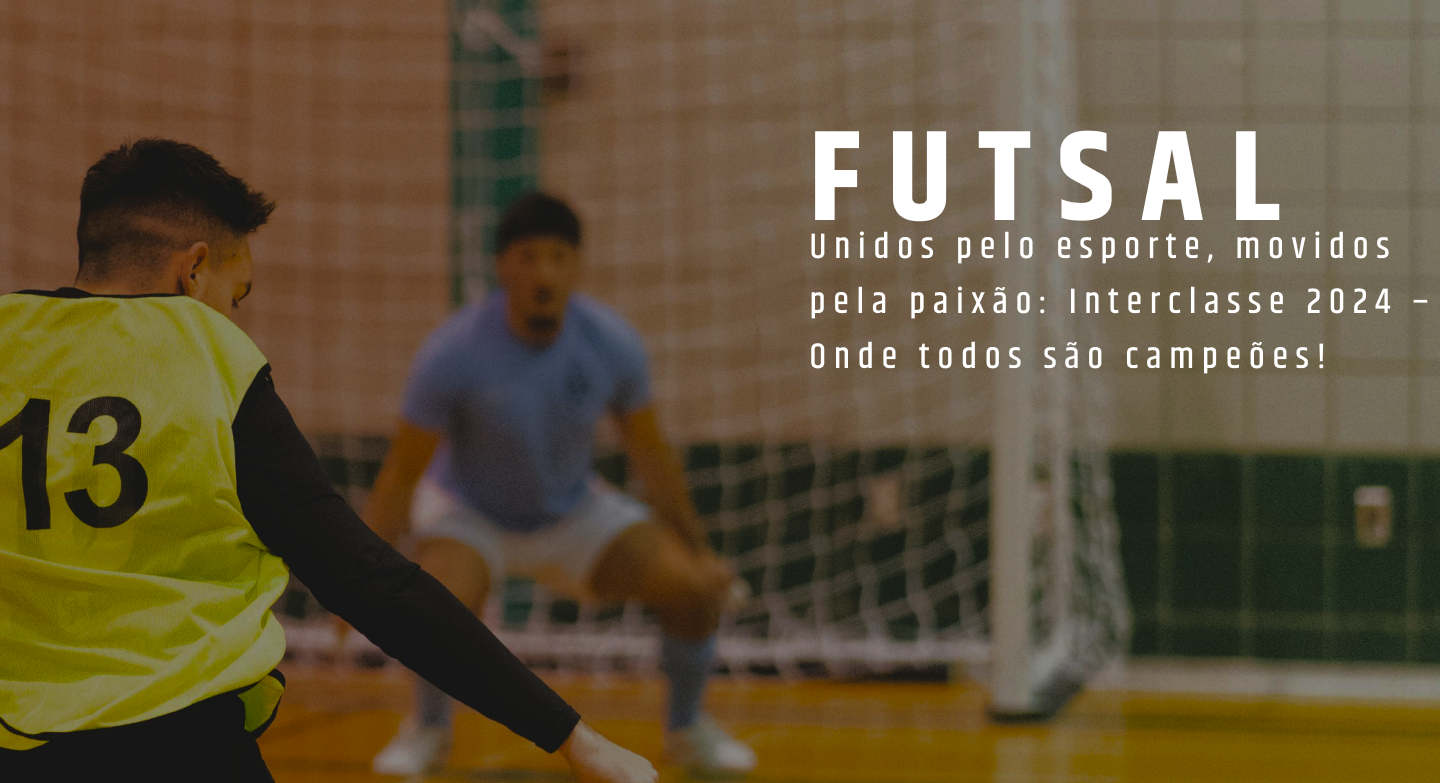 FUTSAL
Unidos pelo esporte, movidos
pela paixão: Interclasse 2024 –
Onde todos são campeões!
13